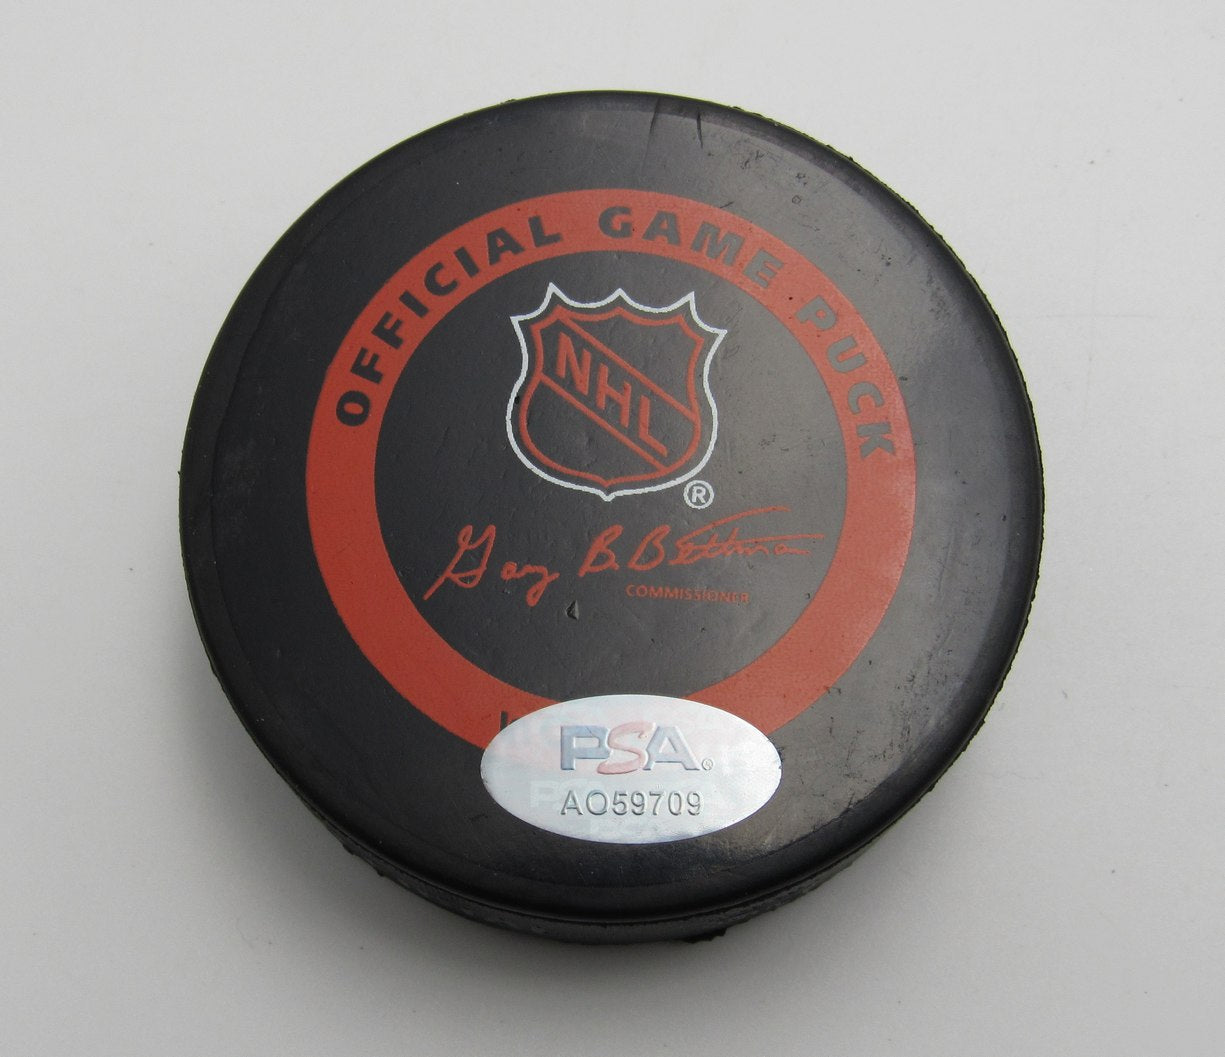 OFFICIAL GAME PUCK
NHL
®
Gary B. Bettman
COMMISSIONER
PSA®
AO59709